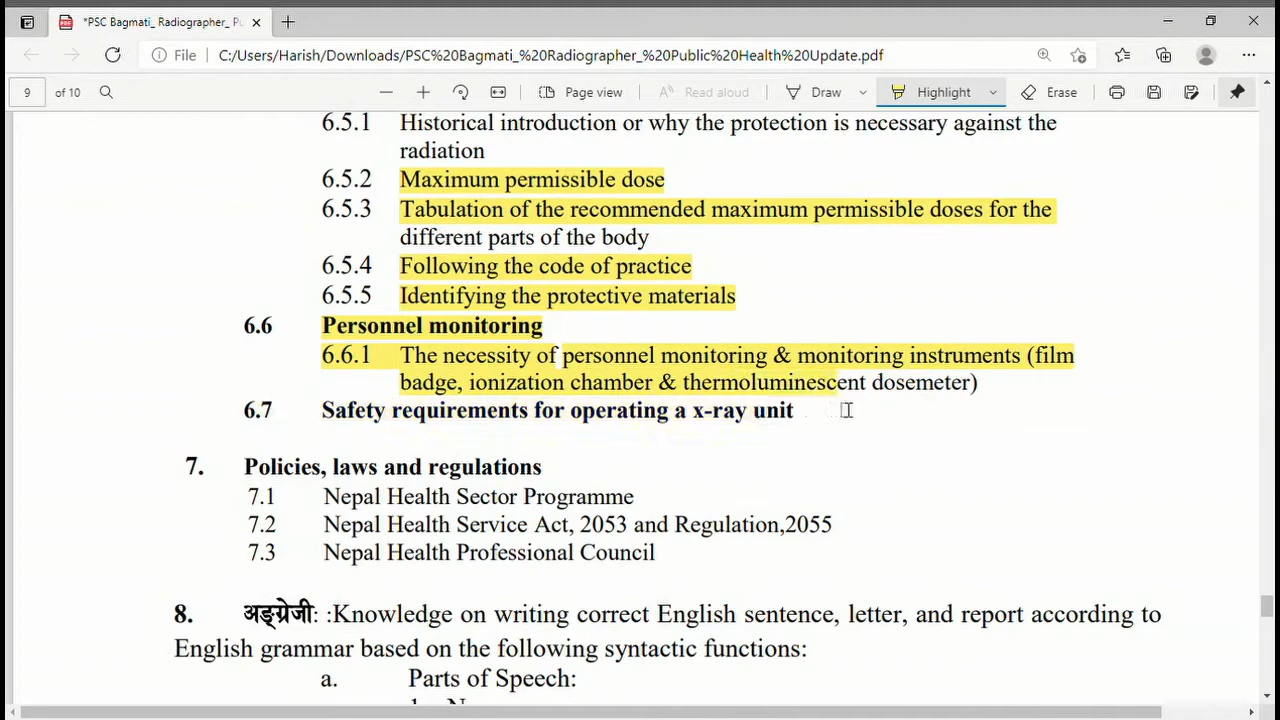 *PSC Bagmati_ Radiographer_ Pu
File C:/Users/Harish/Downloads/PSC%20Bagmati_%20Radiographer_%20Public%20Health%20Update.pdf
9 of 10 Page view Read aloud Draw Highlight Erase
6.5.1 Historical introduction or why the protection is necessary against the
radiation
6.5.2 Maximum permissible dose
6.5.3 Tabulation of the recommended maximum permissible doses for the
different parts of the body
6.5.4 Following the code of practice
6.5.5 Identifying the protective materials
6.6 Personnel monitoring
6.6.1 The necessity of personnel monitoring & monitoring instruments (film
badge, ionization chamber & thermoluminescent dosemeter)
6.7 Safety requirements for operating a x-ray unit
7. Policies, laws and regulations
7.1 Nepal Health Sector Programme
7.2 Nepal Health Service Act, 2053 and Regulation,2055
7.3 Nepal Health Professional Council
8. अङ्ग्रेजी: :Knowledge on writing correct English sentence, letter, and report according to
English grammar based on the following syntactic functions:
a. Parts of Speech: